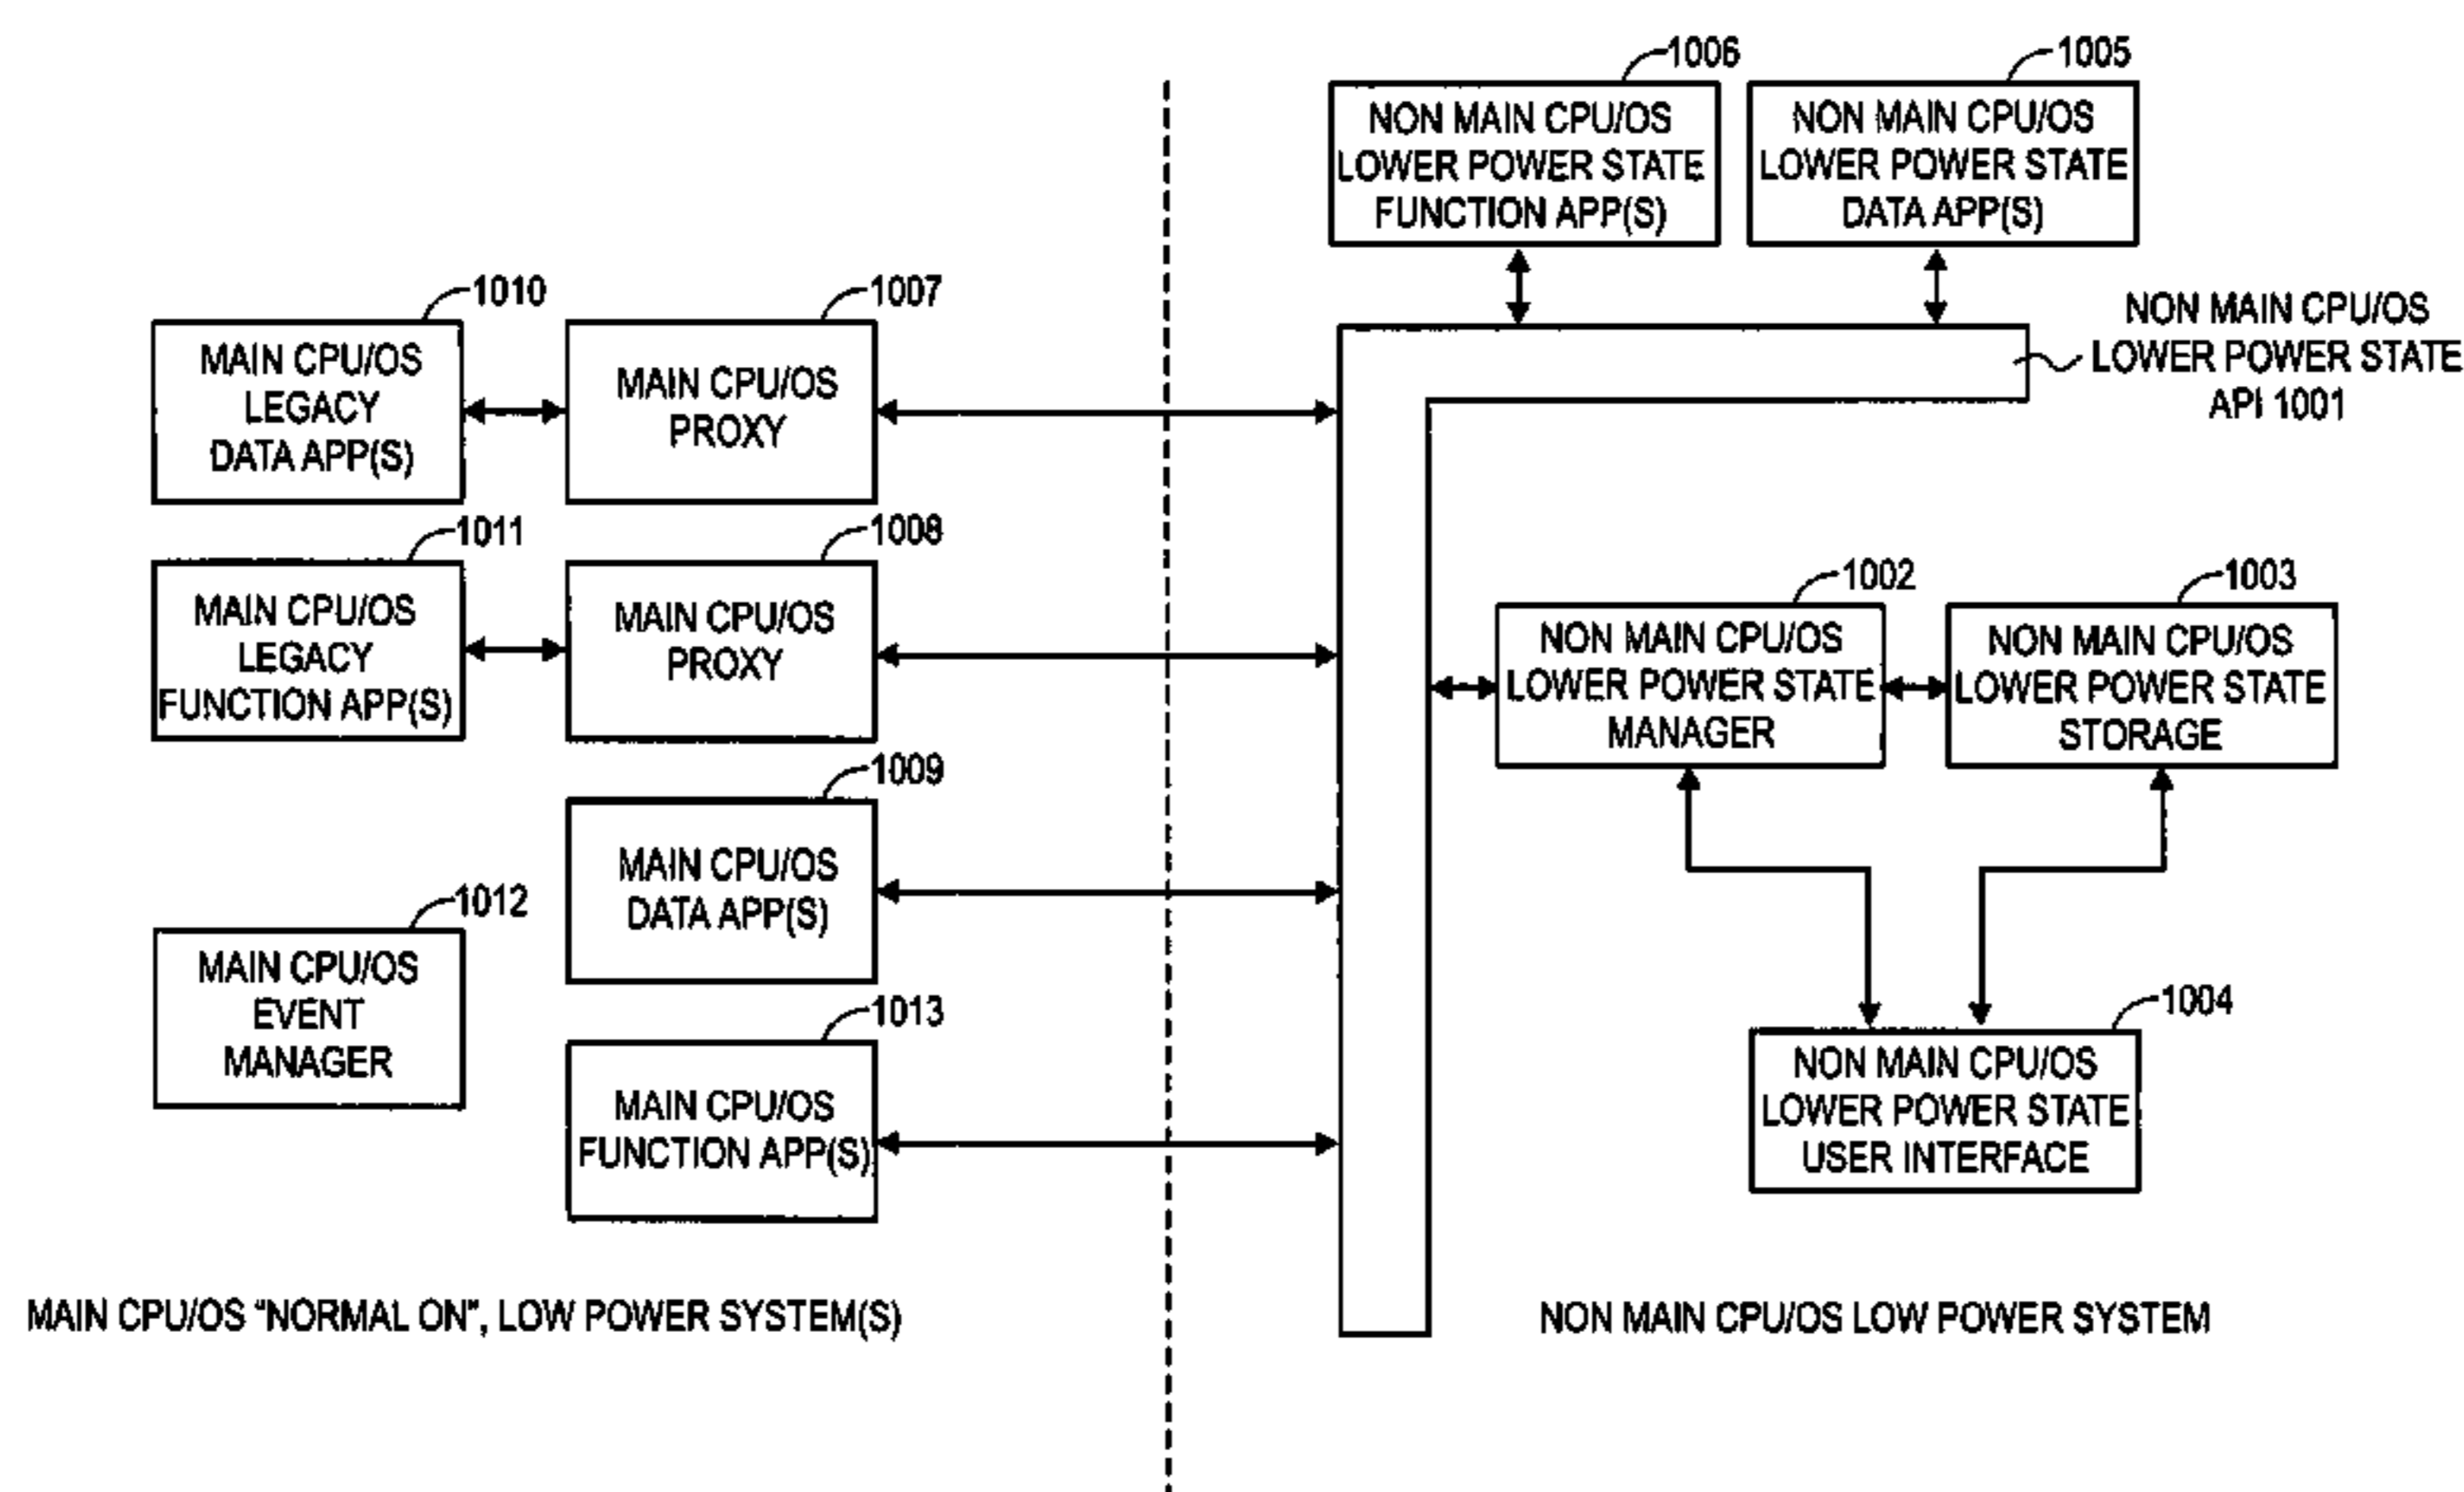 1006
NON MAIN CPU/OS
LOWER POWER STATE
FUNCTION APP(S)
1005
NON MAIN CPU/OS
LOWER POWER STATE
DATA APP(S)
NON MAIN CPU/OS
LOWER POWER STATE
API 1001
1010
MAIN CPU/OS
LEGACY
DATA APP(S)
1007
MAIN CPU/OS
PROXY
1011
MAIN CPU/OS
LEGACY
FUNCTION APP(S)
1008
MAIN CPU/OS
PROXY
1002
NON MAIN CPU/OS
LOWER POWER STATE
MANAGER
1003
NON MAIN CPU/OS
LOWER POWER STATE
STORAGE
1009
MAIN CPU/OS
DATA APP(S)
1012
MAIN CPU/OS
EVENT
MANAGER
1013
MAIN CPU/OS
FUNCTION APP(S)
1004
NON MAIN CPU/OS
LOWER POWER STATE
USER INTERFACE
MAIN CPU/OS "NORMAL ON", LOW POWER SYSTEM(S)
NON MAIN CPU/OS LOW POWER SYSTEM